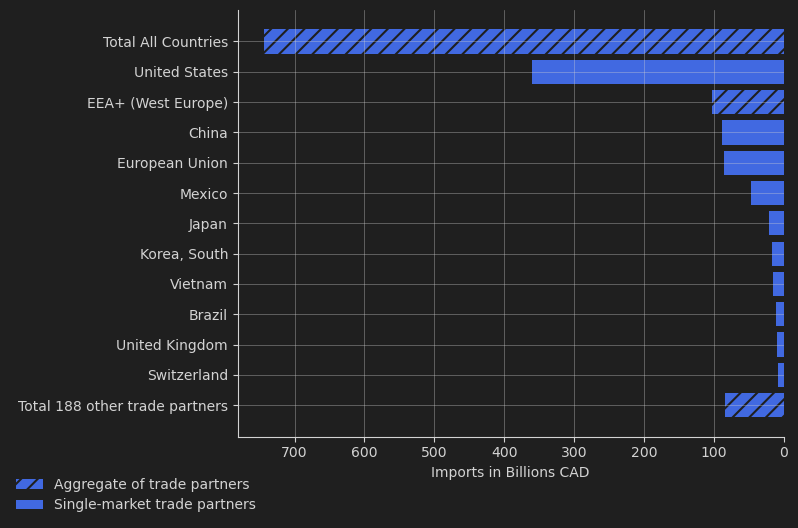 Total All Countries
United States
EEA+ (West Europe)
China
European Union
Mexico
Japan
Korea, South
Vietnam
Brazil
United Kingdom
Switzerland
Total 188 other trade partners
700 600 500 400 300 200 100 0
Imports in Billions CAD
Aggregate of trade partners
Single-market trade partners